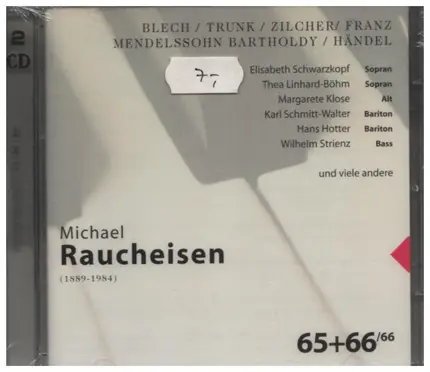 2
CD
BLECH / TRUNK / ZILCHER/ FRANZ
MENDELSSOHN BARTHOLDY / HÄNDEL
7,-
Elisabeth Schwarzkopf Sopran
Thea Linhard-Böhm Sopran
Margarete Klose Alt
Karl Schmitt-Walter Bariton
Hans Hotter Bariton
Wilhelm Strienz Bass
und viele andere
Michael
Raucheisen
(1889-1984)
65+66/66